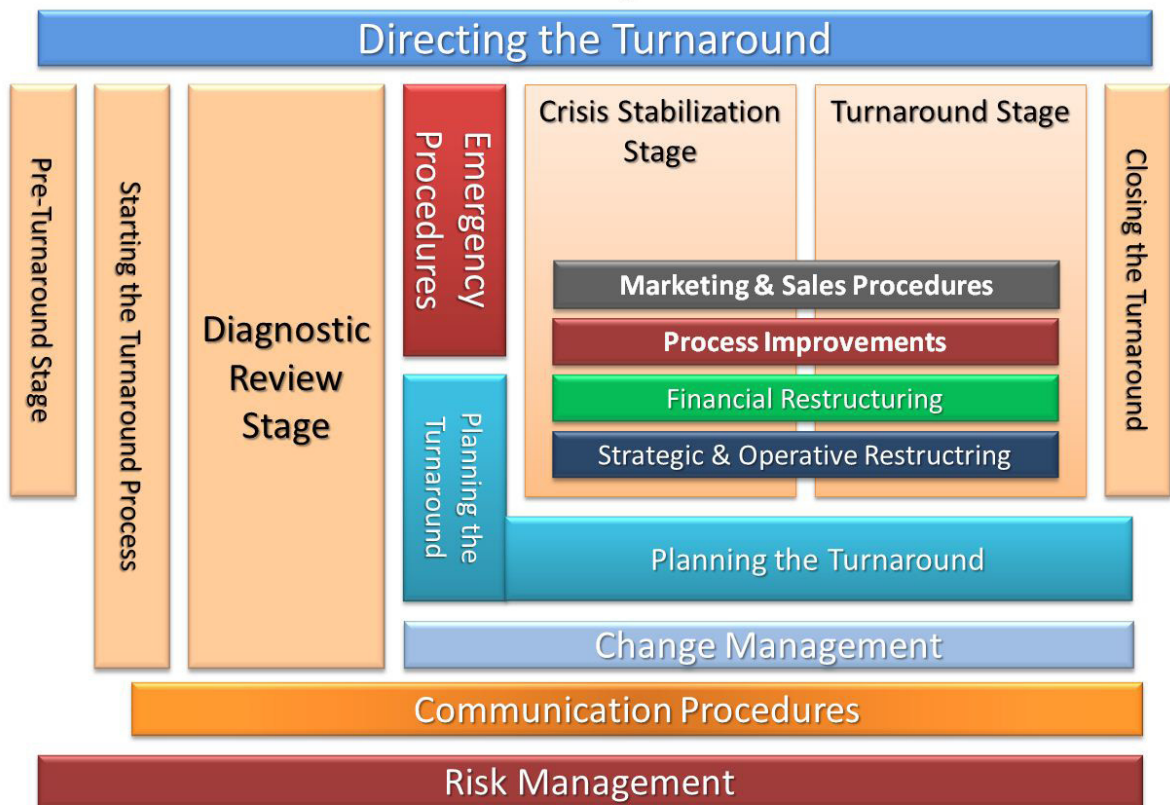 Directing the Turnaround
Pre-Turnaround Stage
Starting the Turnaround Process
Diagnostic
Review
Stage
Emergency
Procedures
Planning the
Turnaround
Crisis Stabilization
Stage
Turnaround Stage
Marketing & Sales Procedures
Process Improvements
Financial Restructuring
Strategic & Operative Restructring
Closing the Turnaround
Planning the Turnaround
Change Management
Communication Procedures
Risk Management